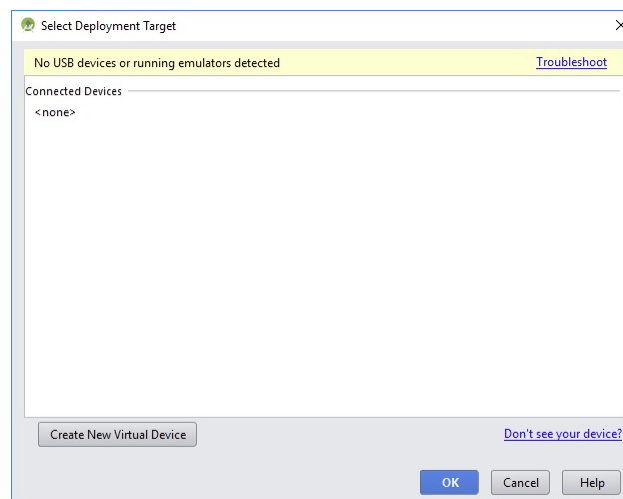 Select Deployment Target
No USB devices or running emulators detected Troubleshoot
Connected Devices
<none>
Create New Virtual Device Don't see your device?
OK Cancel Help